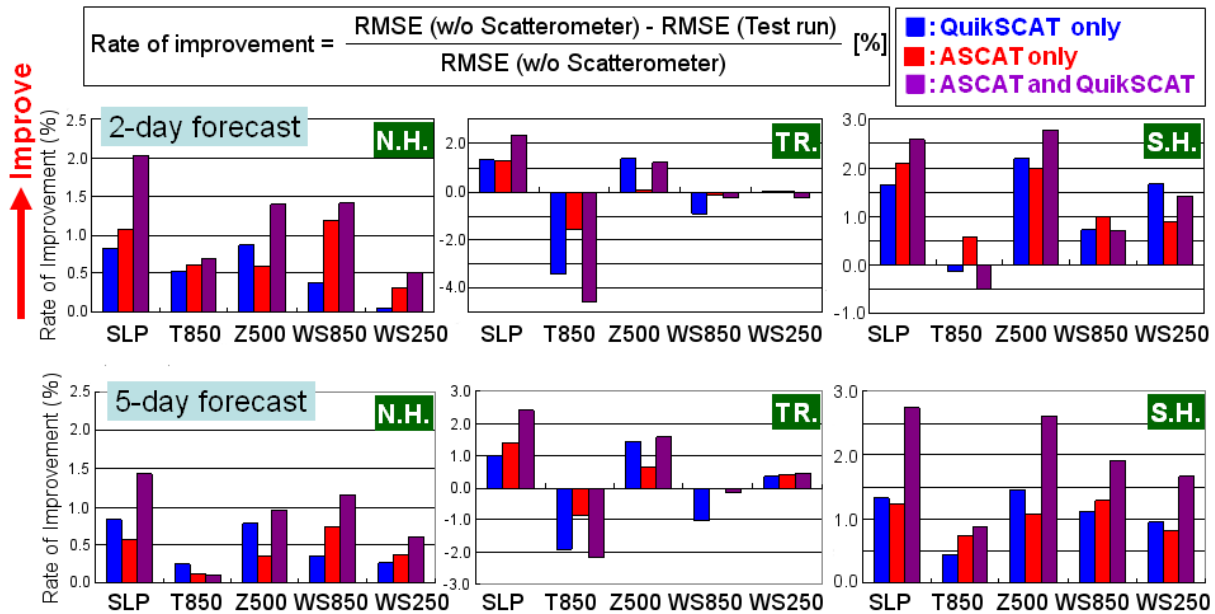 Rate of improvement = RMSE (w/o Scatterometer) - RMSE (Test run) [%]
RMSE (w/o Scatterometer)
: QuikSCAT only
: ASCAT only
: ASCAT and QuikSCAT
Improve
Rate of Improvement (%)
2-day forecast
N.H.
2.5
2.0
1.5
1.0
0.5
0.0
SLP T850 Z500 WS850 WS250
TR.
2.0
0.0
-2.0
-4.0
SLP T850 Z500 WS850 WS250
S.H.
3.0
2.0
1.0
0.0
-1.0
SLP T850 Z500 WS850 WS250
Rate of Improvement (%)
5-day forecast
N.H.
2.5
2.0
1.5
1.0
0.5
0.0
SLP T850 Z500 WS850 WS250
TR.
3.0
2.0
1.0
0.0
-1.0
-2.0
-3.0
SLP T850 Z500 WS850 WS250
S.H.
3.0
2.0
1.0
0.0
SLP T850 Z500 WS850 WS250